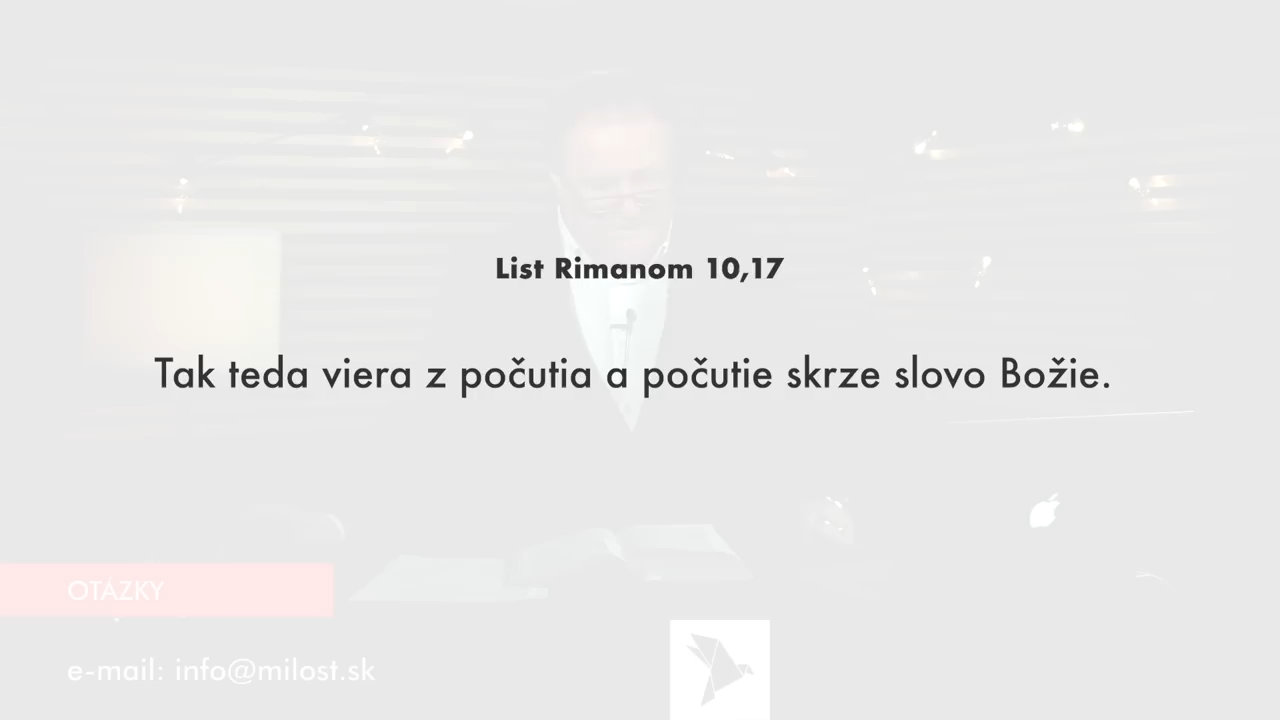 List Rimanom 10,17
Tak teda viera z počutia a počutie skrze slovo Božie.
OTÁZKY
e-mail: info@milost.sk